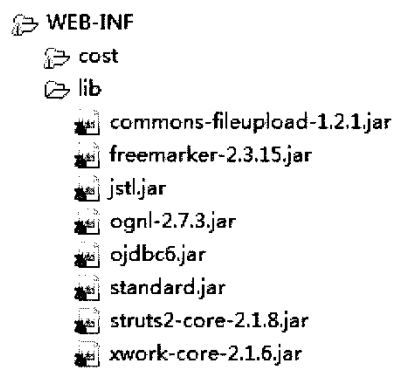 WEB-INF
cost
lib
commons-fileupload-1.2.1.jar
freemarker-2.3.15.jar
jstl.jar
ognl-2.7.3.jar
ojdbc6.jar
standard.jar
struts2-core-2.1.8.jar
xwork-core-2.1.6.jar